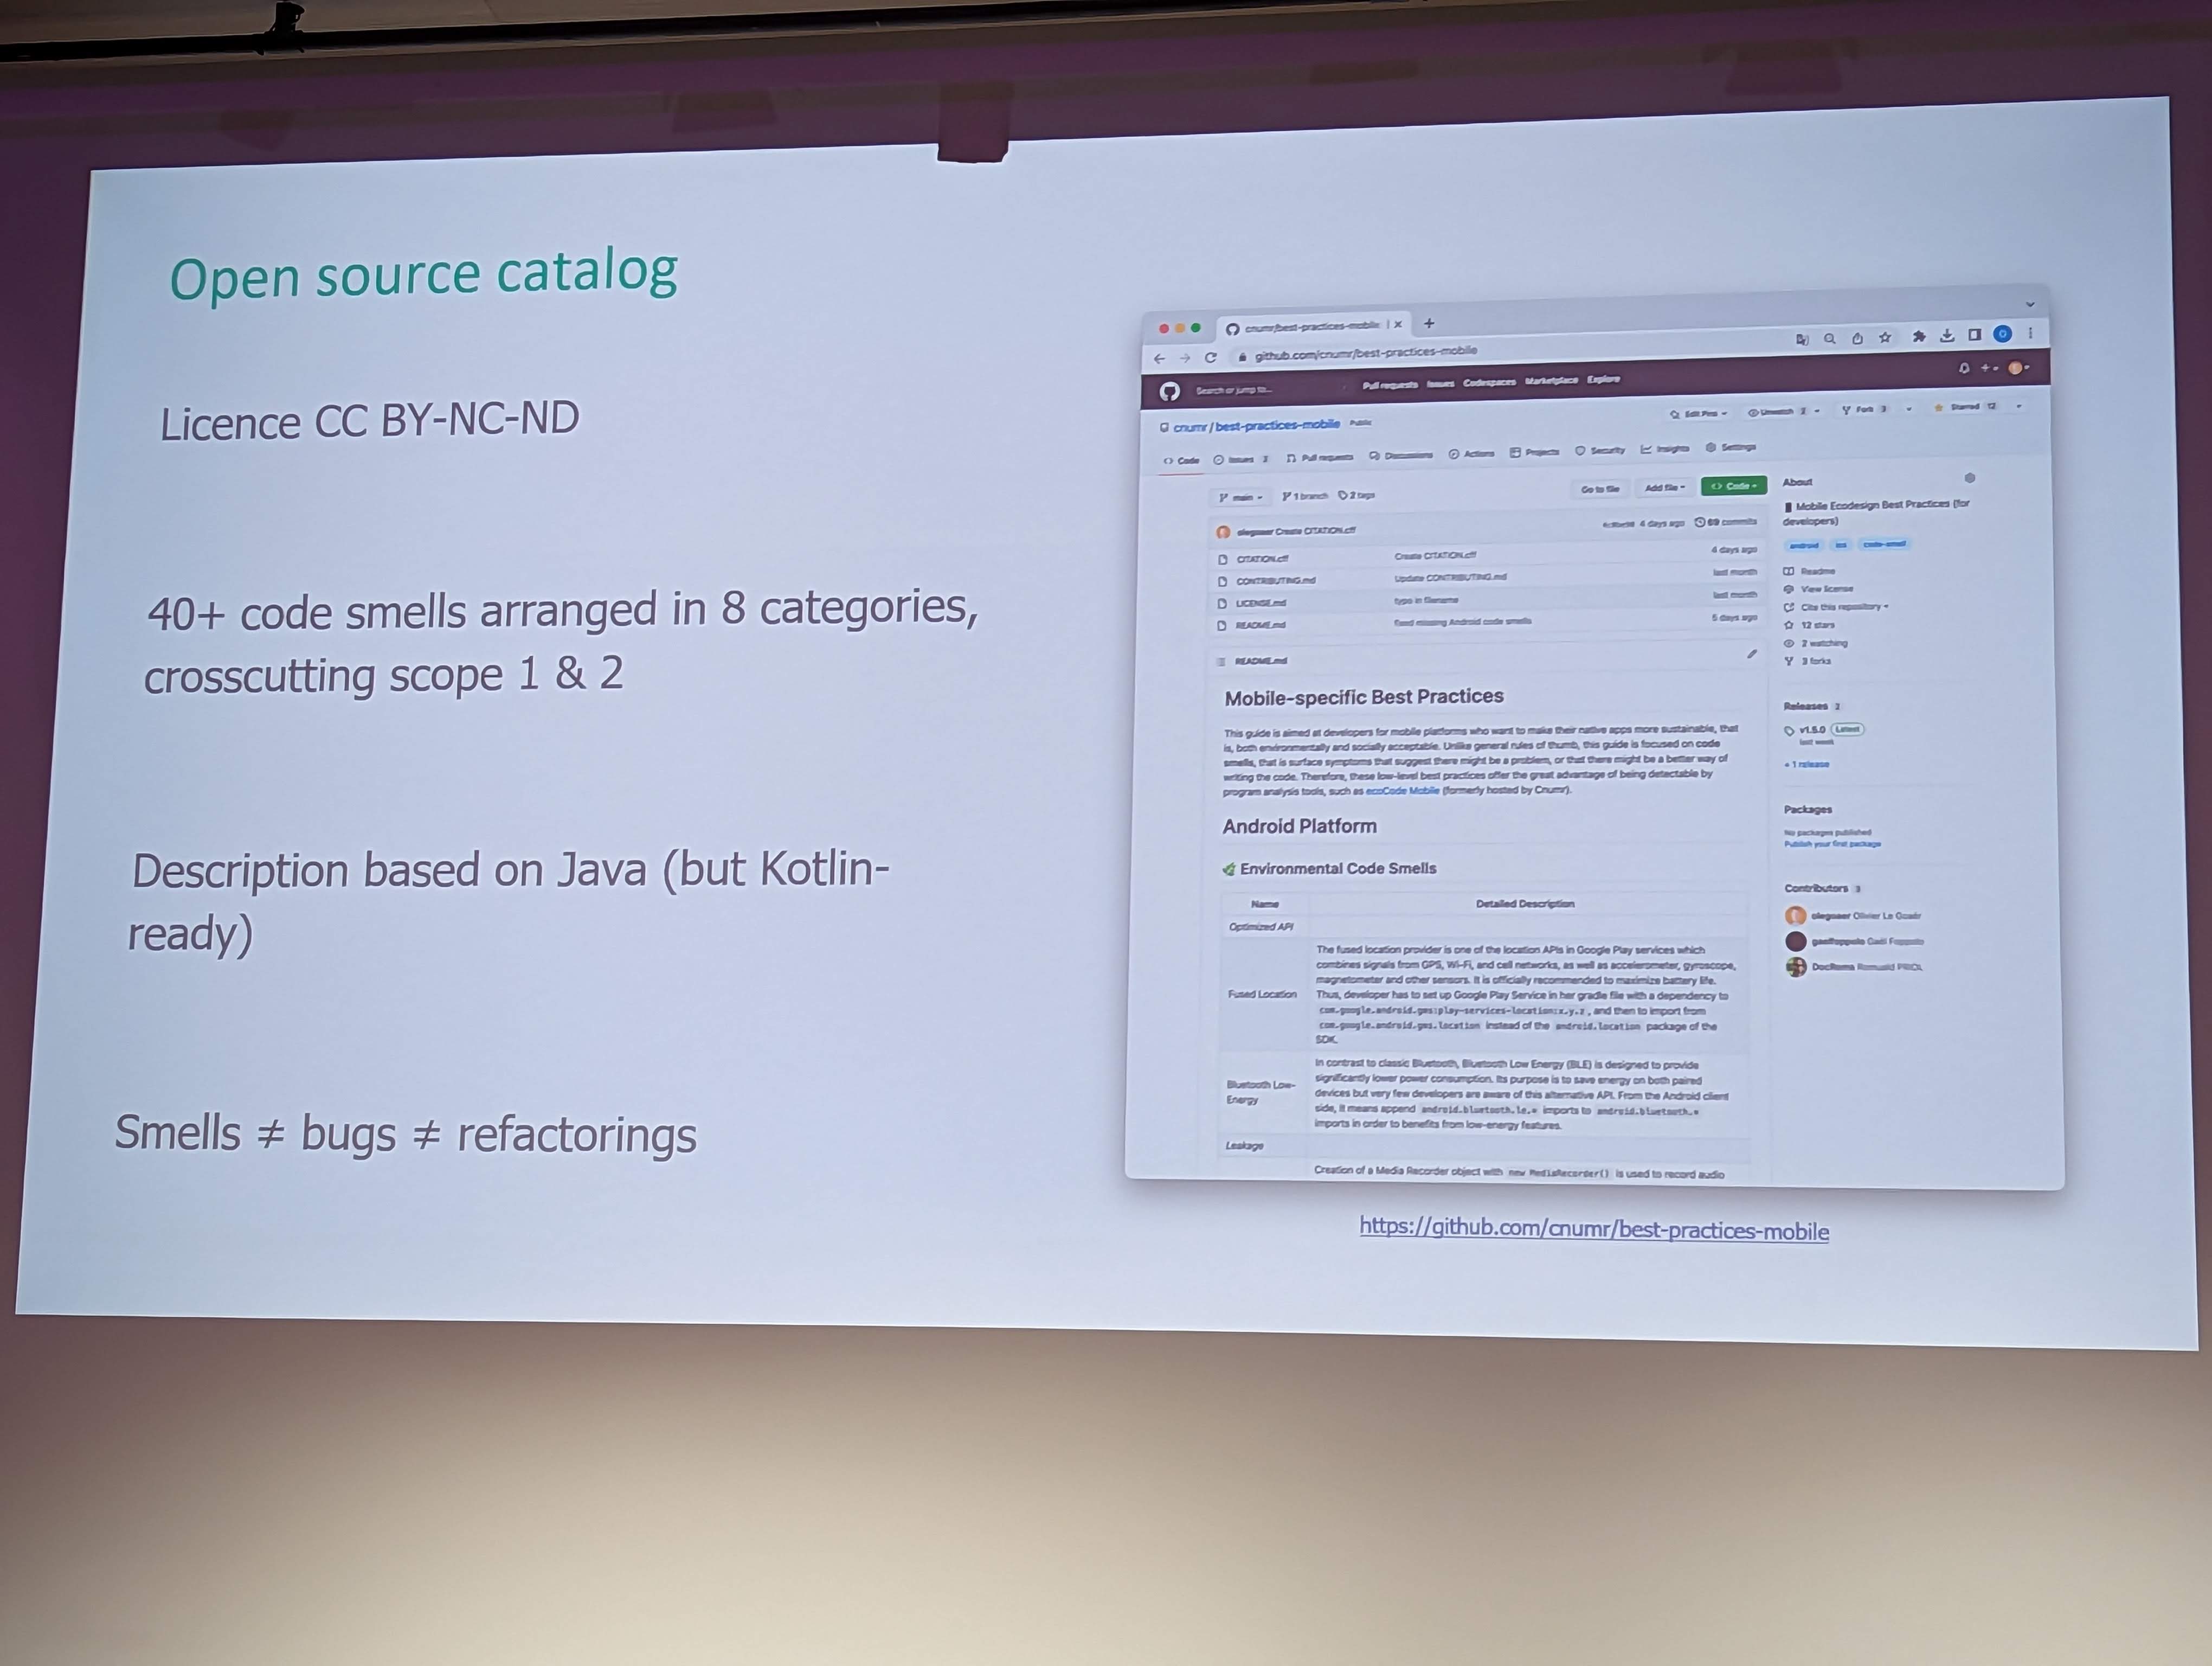 Open source catalog
Licence CC BY-NC-ND
40+ code smells arranged in 8 categories,
crosscutting scope 1 & 2
Description based on Java (but Kotlin-
ready)
Smells ≠ bugs ≠ refactorings
cnumr/best-practices-mobile
github.com/cnumr/best-practices-mobile
Search or jump to...
Pull requests Issues Codespaces Marketplace Explore
cnumr / best-practices-mobile Public
Edit Pins Unwatch 2 Fork 3 Starred 12
Code Issues Pull requests Discussions Actions Projects Security Insights Settings
main 1 branch 2 tags
Go to file Add file Code
Create CITATION.cff
4 days ago 69 commits
CITATION.cff Create CITATION.cff 4 days ago
CONTRIBUTING.md Update CONTRIBUTING.md last month
LICENSE.md typo in filename last month
README.md fixed missing Android code smells 5 days ago
README.md
Mobile-specific Best Practices
This guide is aimed at developers for mobile platforms who want to make their native apps more sustainable, that
is, both environmentally and socially acceptable. Unlike general rules of thumb, this guide is focused on code
smells, that is surface symptoms that suggest there might be a problem, or that there might be a better way of
writing the code. Therefore, these low-level best practices offer the great advantage of being detectable by
program analysis tools, such as ecoCode Mobile (formerly hosted by Cnumr).
Android Platform
Environmental Code Smells
Name Detailed Description
Optimized API
Fused Location
The fused location provider is one of the location APIs in Google Play services which
combines signals from GPS, Wi-Fi, and cell networks, as well as accelerometer, gyroscope,
magnetometer and other sensors. It is officially recommended to maximize battery life.
Thus, developer has to set up Google Play Service in her gradle file with a dependency to
com.google.android.gms:play-services-location:x.y.z , and then to import from
com.google.android.gms.location instead of the android.location package of the
SDK.
Bluetooth Low-
Energy
In contrast to classic Bluetooth, Bluetooth Low Energy (BLE) is designed to provide
significantly lower power consumption. Its purpose is to save energy on both paired
devices but very few developers are aware of this alternative API. From the Android client
side, it means append android.bluetooth.le.* imports to android.bluetooth.*
imports in order to benefits from low-energy features.
Leakage
Creation of a Media Recorder object with new MediaRecorder() is used to record audio
About
Mobile Ecodesign Best Practices (for
developers)
android ios code-smell
Readme
View license
Cite this repository
12 stars
2 watching
3 forks
Releases 2
v1.5.0 Latest
last week
+ 1 release
Packages
No packages published
Publish your first package
Contributors 3
olegoaer Olivier Le Goaër
DocRoms Romuald PRIOL
https://github.com/cnumr/best-practices-mobile